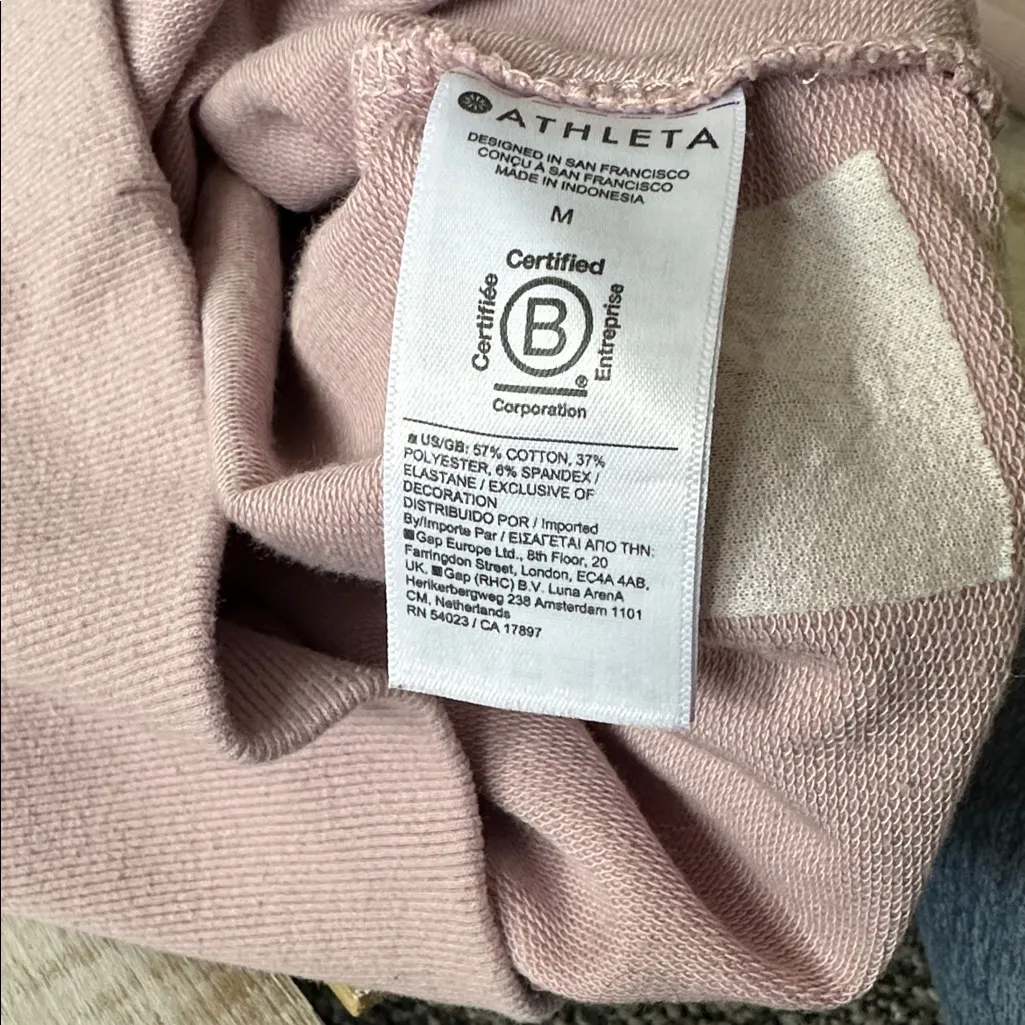 ATHLETA
DESIGNED IN SAN FRANCISCO
CONÇU À SAN FRANCISCO
MADE IN INDONESIA
M
Certified
Certifiée
B
Entreprise
®
Corporation
US/GB: 57% COTTON, 37%
POLYESTER, 6% SPANDEX /
ELASTANE / EXCLUSIVE OF
DECORATION
DISTRIBUIDO POR / Imported
By/Importe Par / ΕΙΣΑΓΕΤΑΙ ΑΠΟ ΤΗΝ:
Gap Europe Ltd., 8th Floor, 20
Farringdon Street, London, EC4A 4AB,
UK. Gap (RHC) B.V. Luna ArenA
Herikerbergweg 238 Amsterdam 1101
CM, Netherlands
RN 54023 / CA 17897